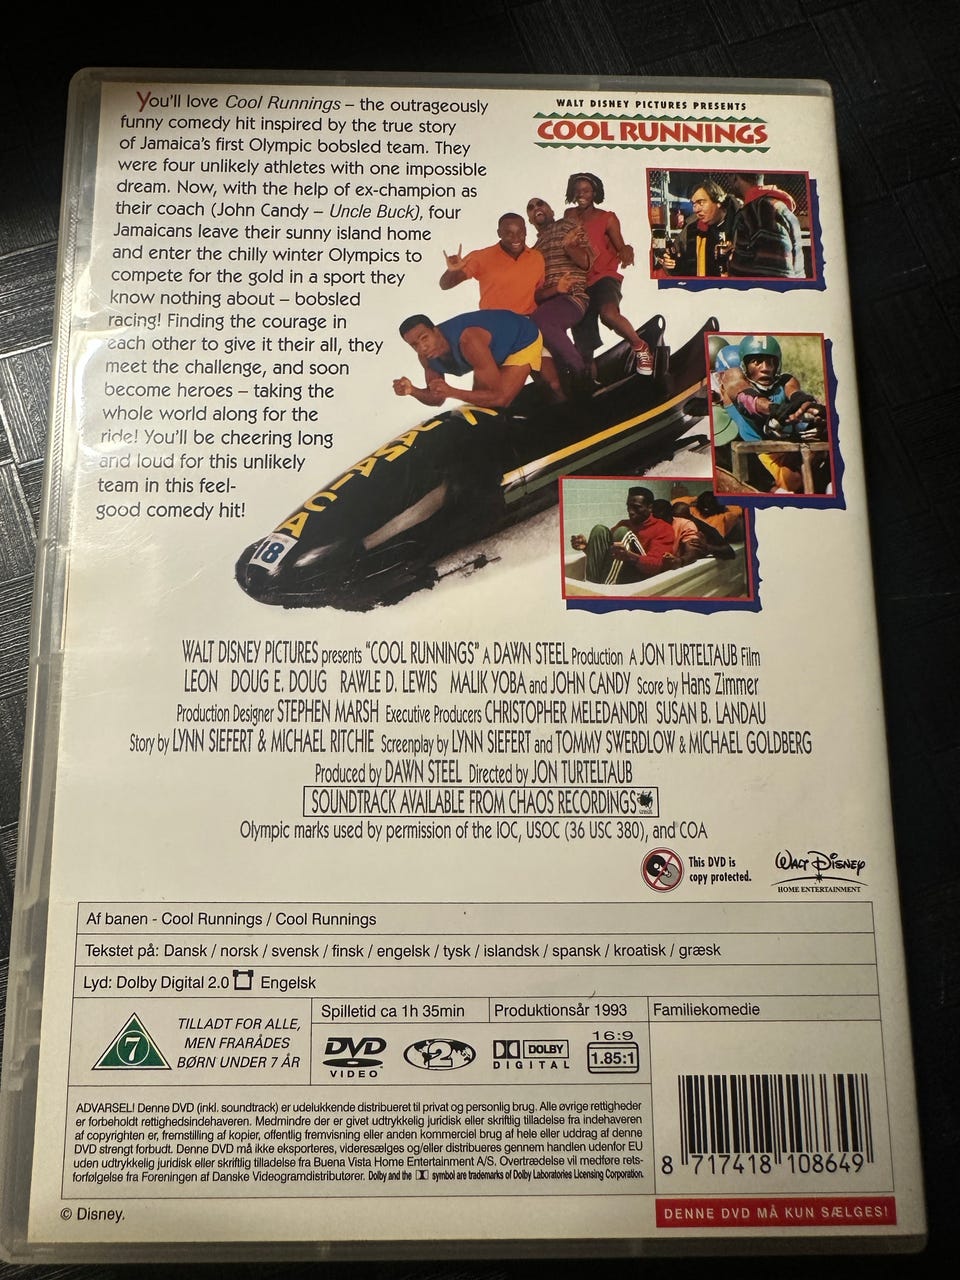 You'll love Cool Runnings – the outrageously
funny comedy hit inspired by the true story
of Jamaica's first Olympic bobsled team. They
were four unlikely athletes with one impossible
dream. Now, with the help of ex-champion as
their coach (John Candy – Uncle Buck), four
Jamaicans leave their sunny island home
and enter the chilly winter Olympics to
compete for the gold in a sport they
know nothing about – bobsled
racing! Finding the courage in
each other to give it their all, they
meet the challenge, and soon
become heroes – taking the
whole world along for the
ride! You'll be cheering long
and loud for this unlikely
team in this feel-
good comedy hit!
WALT DISNEY PICTURES PRESENTS
COOL RUNNINGS
JAMAICA
18
WALT DISNEY PICTURES presents "COOL RUNNINGS" A DAWN STEEL Production A JON TURTELTAUB Film
LEON DOUG E. DOUG RAWLE D. LEWIS MALIK YOBA and JOHN CANDY Score by Hans Zimmer
Production Designer STEPHEN MARSH Executive Producers CHRISTOPHER MELEDANDRI SUSAN B. LANDAU
Story by LYNN SIEFERT & MICHAEL RITCHIE Screenplay by LYNN SIEFERT and TOMMY SWERDLOW & MICHAEL GOLDBERG
Produced by DAWN STEEL Directed by JON TURTELTAUB
SOUNDTRACK AVAILABLE FROM CHAOS RECORDINGS
Olympic marks used by permission of the IOC, USOC (36 USC 380), and COA
This DVD is
copy protected.
WALT DISNEY
HOME ENTERTAINMENT
Af banen - Cool Runnings / Cool Runnings
Tekstet på: Dansk / norsk / svensk / finsk / engelsk / tysk / islandsk / spansk / kroatisk / græsk
Lyd: Dolby Digital 2.0 Engelsk
7
TILLADT FOR ALLE,
MEN FRARÅDES
BØRN UNDER 7 ÅR
Spilletid ca 1h 35min
Produktionsår 1993
Familiekomedie
DVD
VIDEO
2
DOLBY
DIGITAL
16:9
1.85:1
ADVARSEL! Denne DVD (inkl. soundtrack) er udelukkende distribueret til privat og personlig brug. Alle øvrige rettigheder
er forbeholdt rettighedsindehaveren. Medmindre der er givet udtrykkelig juridisk eller skriftlig tilladelse fra indehaveren
af copyrighten er, fremstilling af kopier, offentlig fremvisning eller anden kommerciel brug af hele eller uddrag af denne
DVD strengt forbudt. Denne DVD må ikke eksporteres, videresælges og/eller distribueres gennem handlen udenfor EU
uden udtrykkelig juridisk eller skriftlig tilladelse fra Buena Vista Home Entertainment A/S. Overtrædelse vil medføre rets-
forfølgelse fra Foreningen af Danske Videogramdistributører. Dolby and the symbol are trademarks of Dolby Laboratories Licensing Corporation.
8 717418 108649
© Disney.
DENNE DVD MÅ KUN SÆLGES!